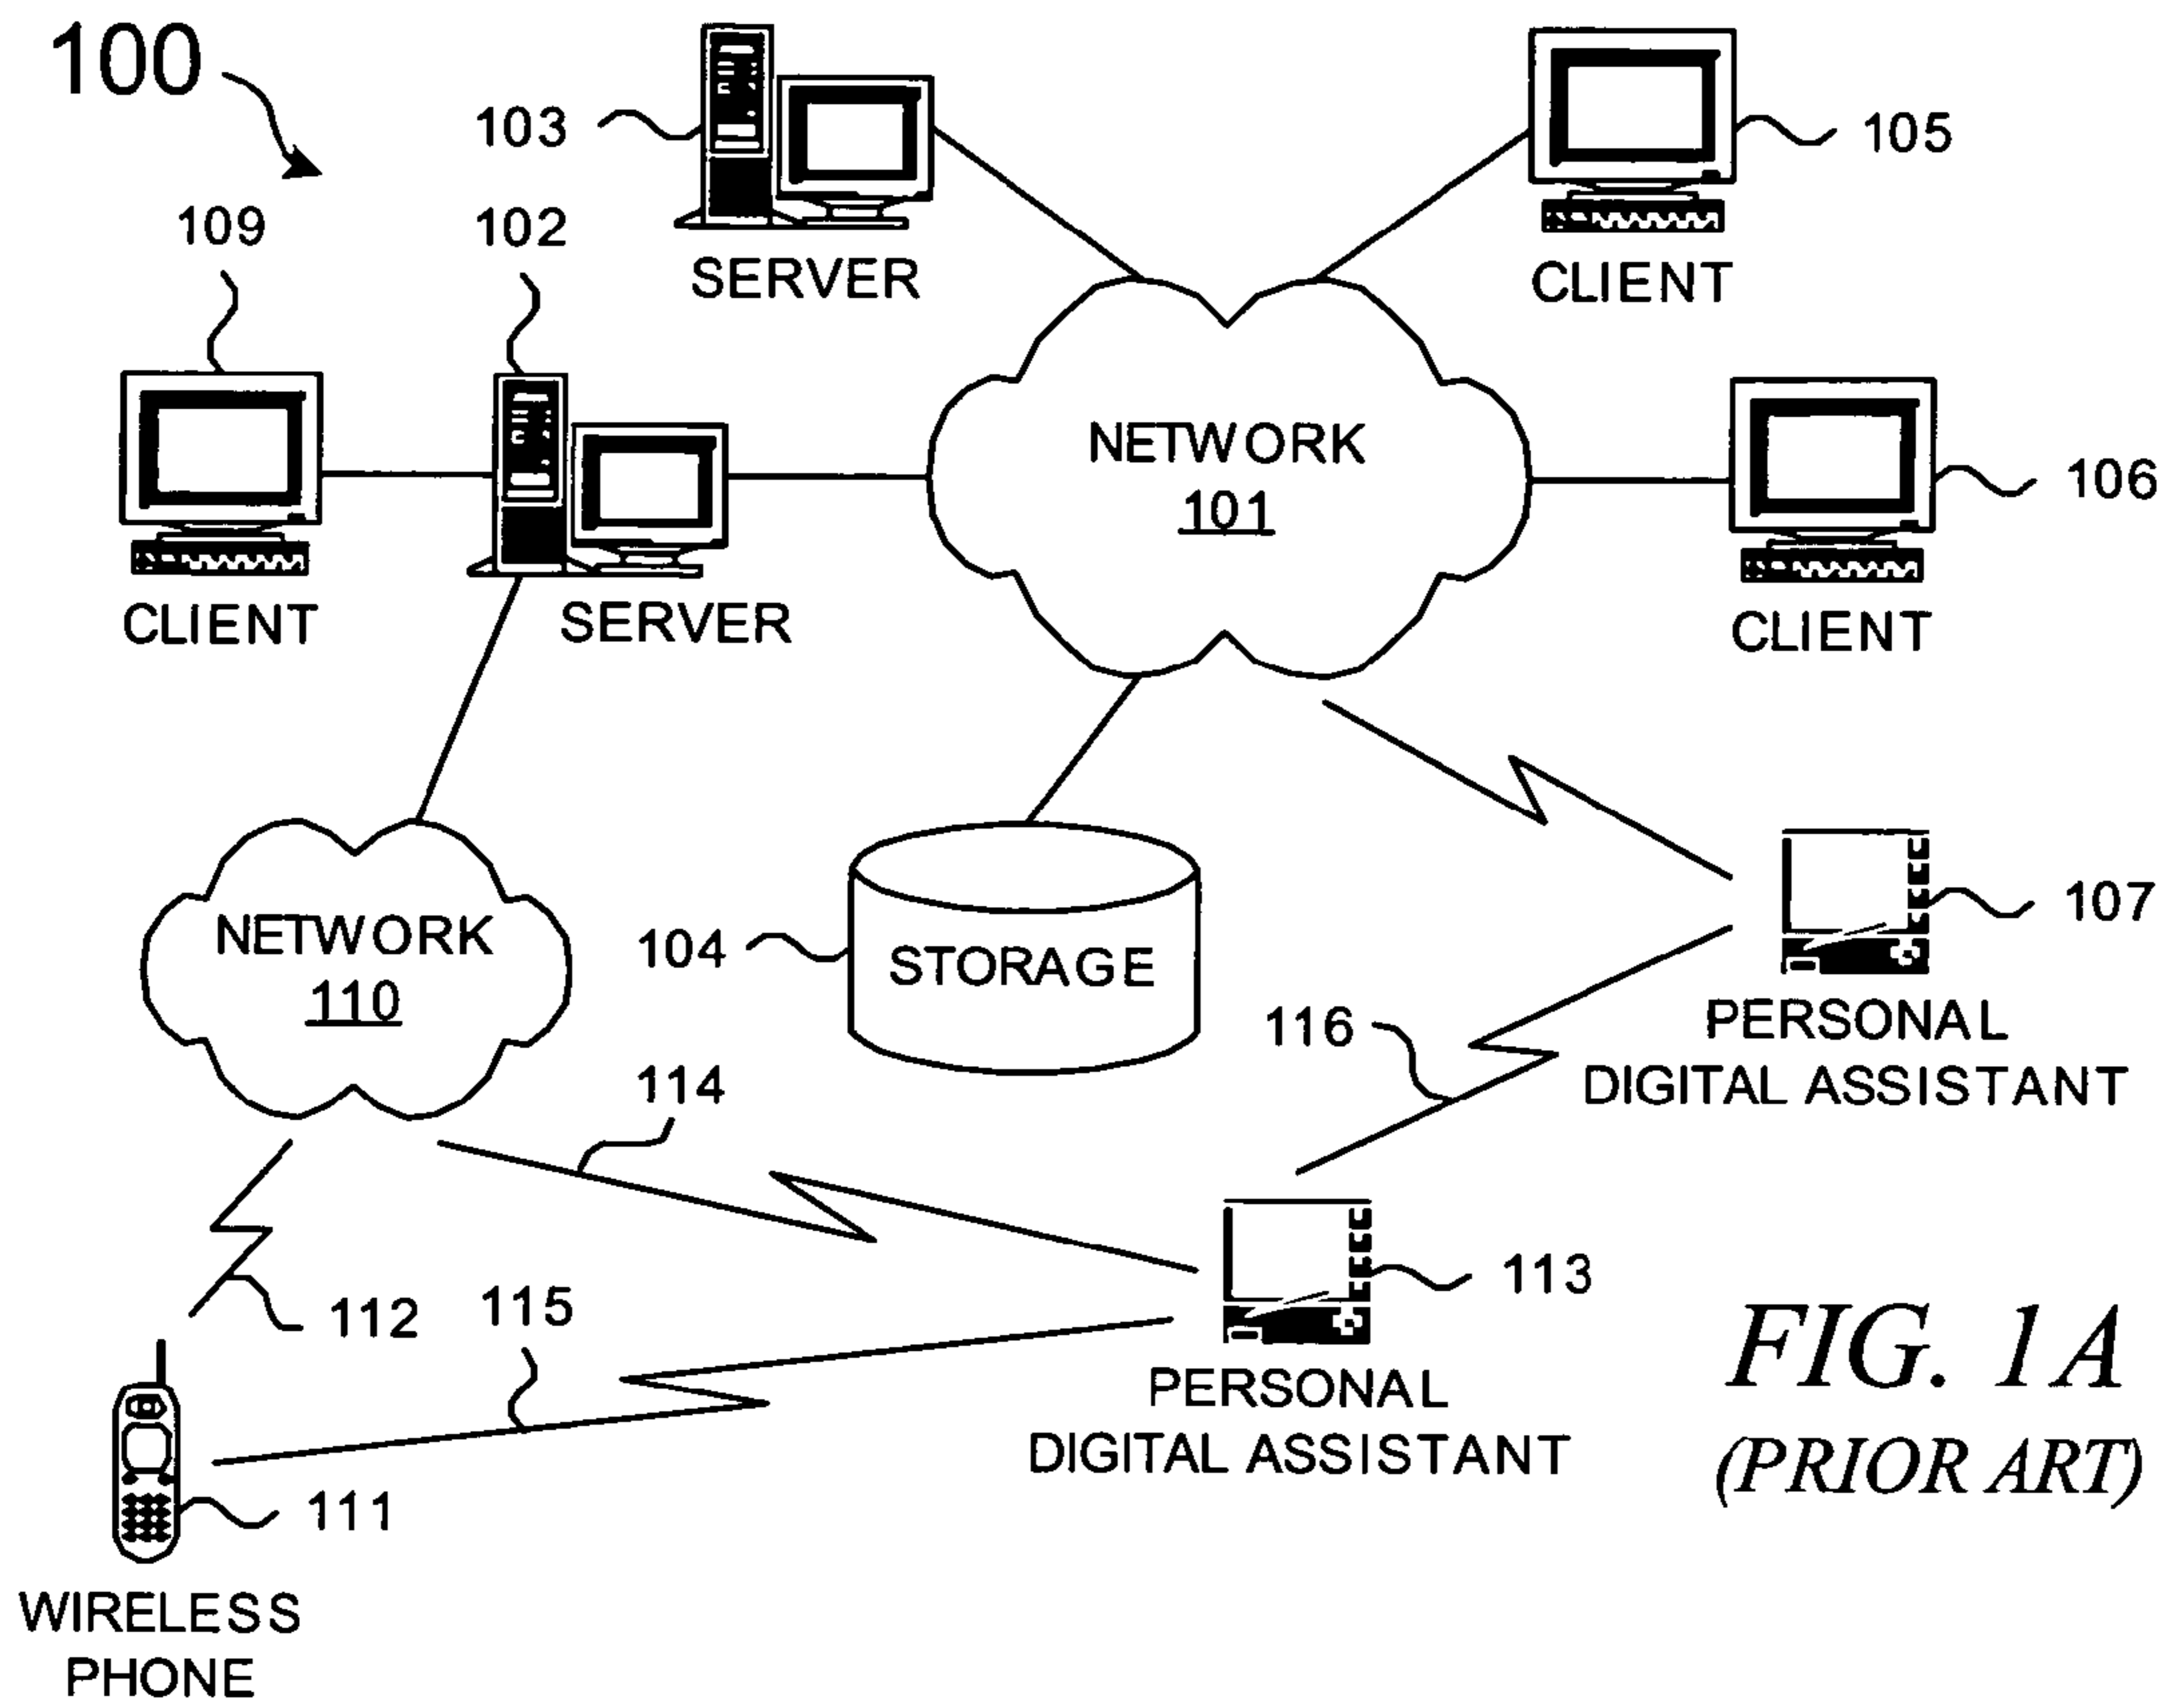 100
103
105
109
102
SERVER
CLIENT
NETWORK
101
106
CLIENT
SERVER
CLIENT
NETWORK
110
104
STORAGE
107
116
PERSONAL
DIGITAL ASSISTANT
114
113
115
112
FIG. 1A
(PRIOR ART)
PERSONAL
DIGITAL ASSISTANT
111
WIRELESS
PHONE